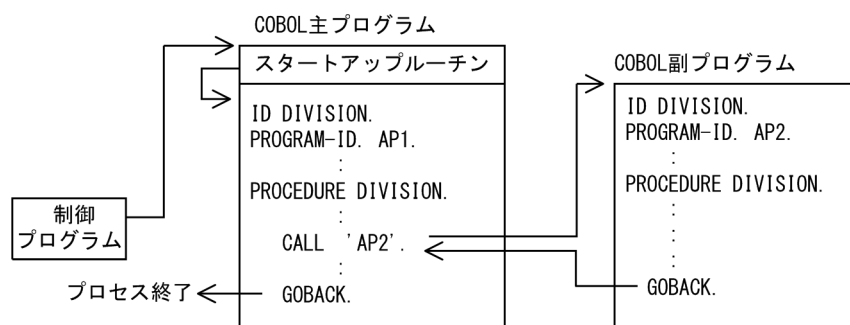 COBOL主プログラム
スタートアップルーチン
ID DIVISION.
PROGRAM-ID. AP1.
:
PROCEDURE DIVISION.
:
CALL 'AP2'.
:
GOBACK.
制御
プログラム
プロセス終了
COBOL副プログラム
ID DIVISION.
PROGRAM-ID. AP2.
:
PROCEDURE DIVISION.
:
:
:
GOBACK.